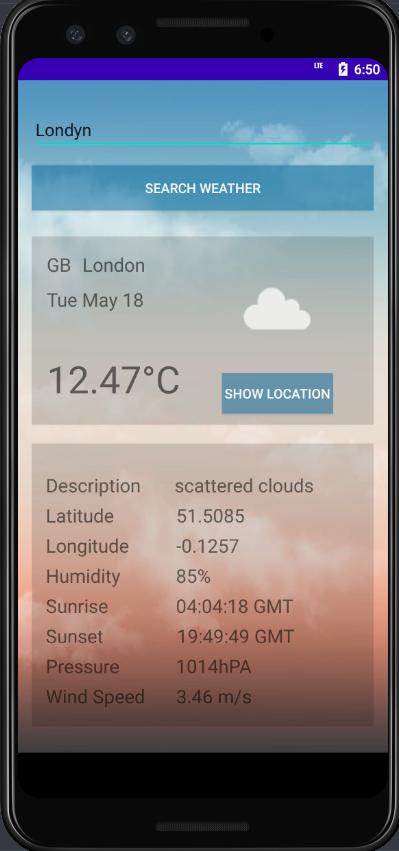 LTE 6:50
Londyn
SEARCH WEATHER
GB London
Tue May 18
12.47°C
SHOW LOCATION
Description scattered clouds
Latitude 51.5085
Longitude -0.1257
Humidity 85%
Sunrise 04:04:18 GMT
Sunset 19:49:49 GMT
Pressure 1014hPA
Wind Speed 3.46 m/s